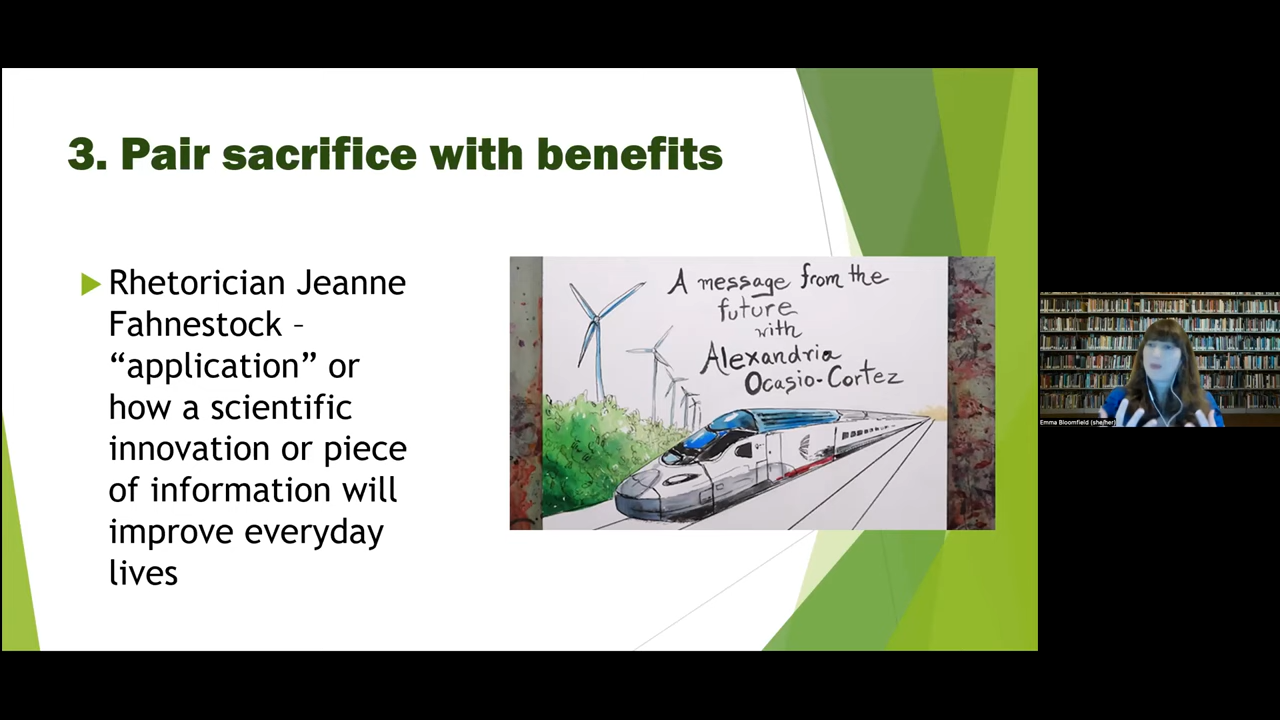 3. Pair sacrifice with benefits
Rhetorician Jeanne
Fahnestock –
“application” or
how a scientific
innovation or piece
of information will
improve everyday
lives
A message from the
future
with
Alexandria
Ocasio-Cortez
Emma Bloomfield (she/her)